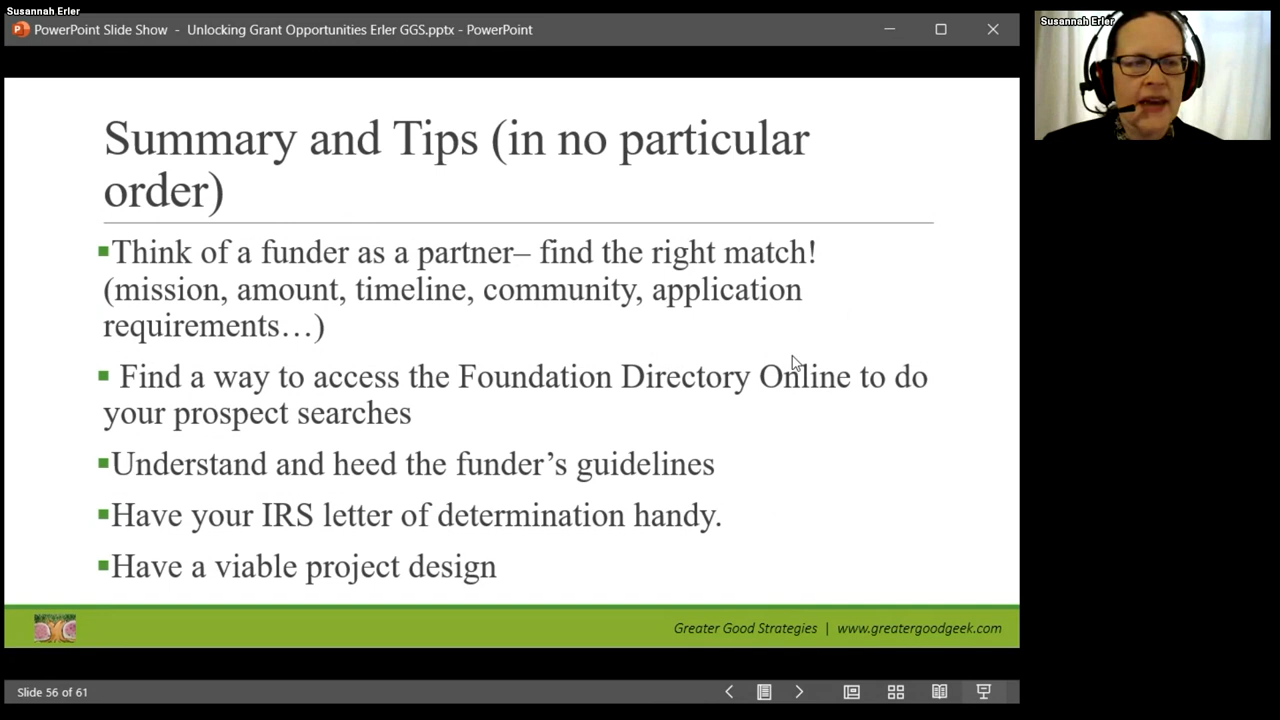 Susannah Erler
PowerPoint Slide Show - Unlocking Grant Opportunities Erler GGS.pptx - PowerPoint
Susannah Erler
Summary and Tips (in no particular
order)
▪Think of a funder as a partner– find the right match!
(mission, amount, timeline, community, application
requirements…)
▪ Find a way to access the Foundation Directory Online to do
your prospect searches
▪Understand and heed the funder’s guidelines
▪Have your IRS letter of determination handy.
▪Have a viable project design
Greater Good Strategies | www.greatergoodgeek.com
Slide 56 of 61